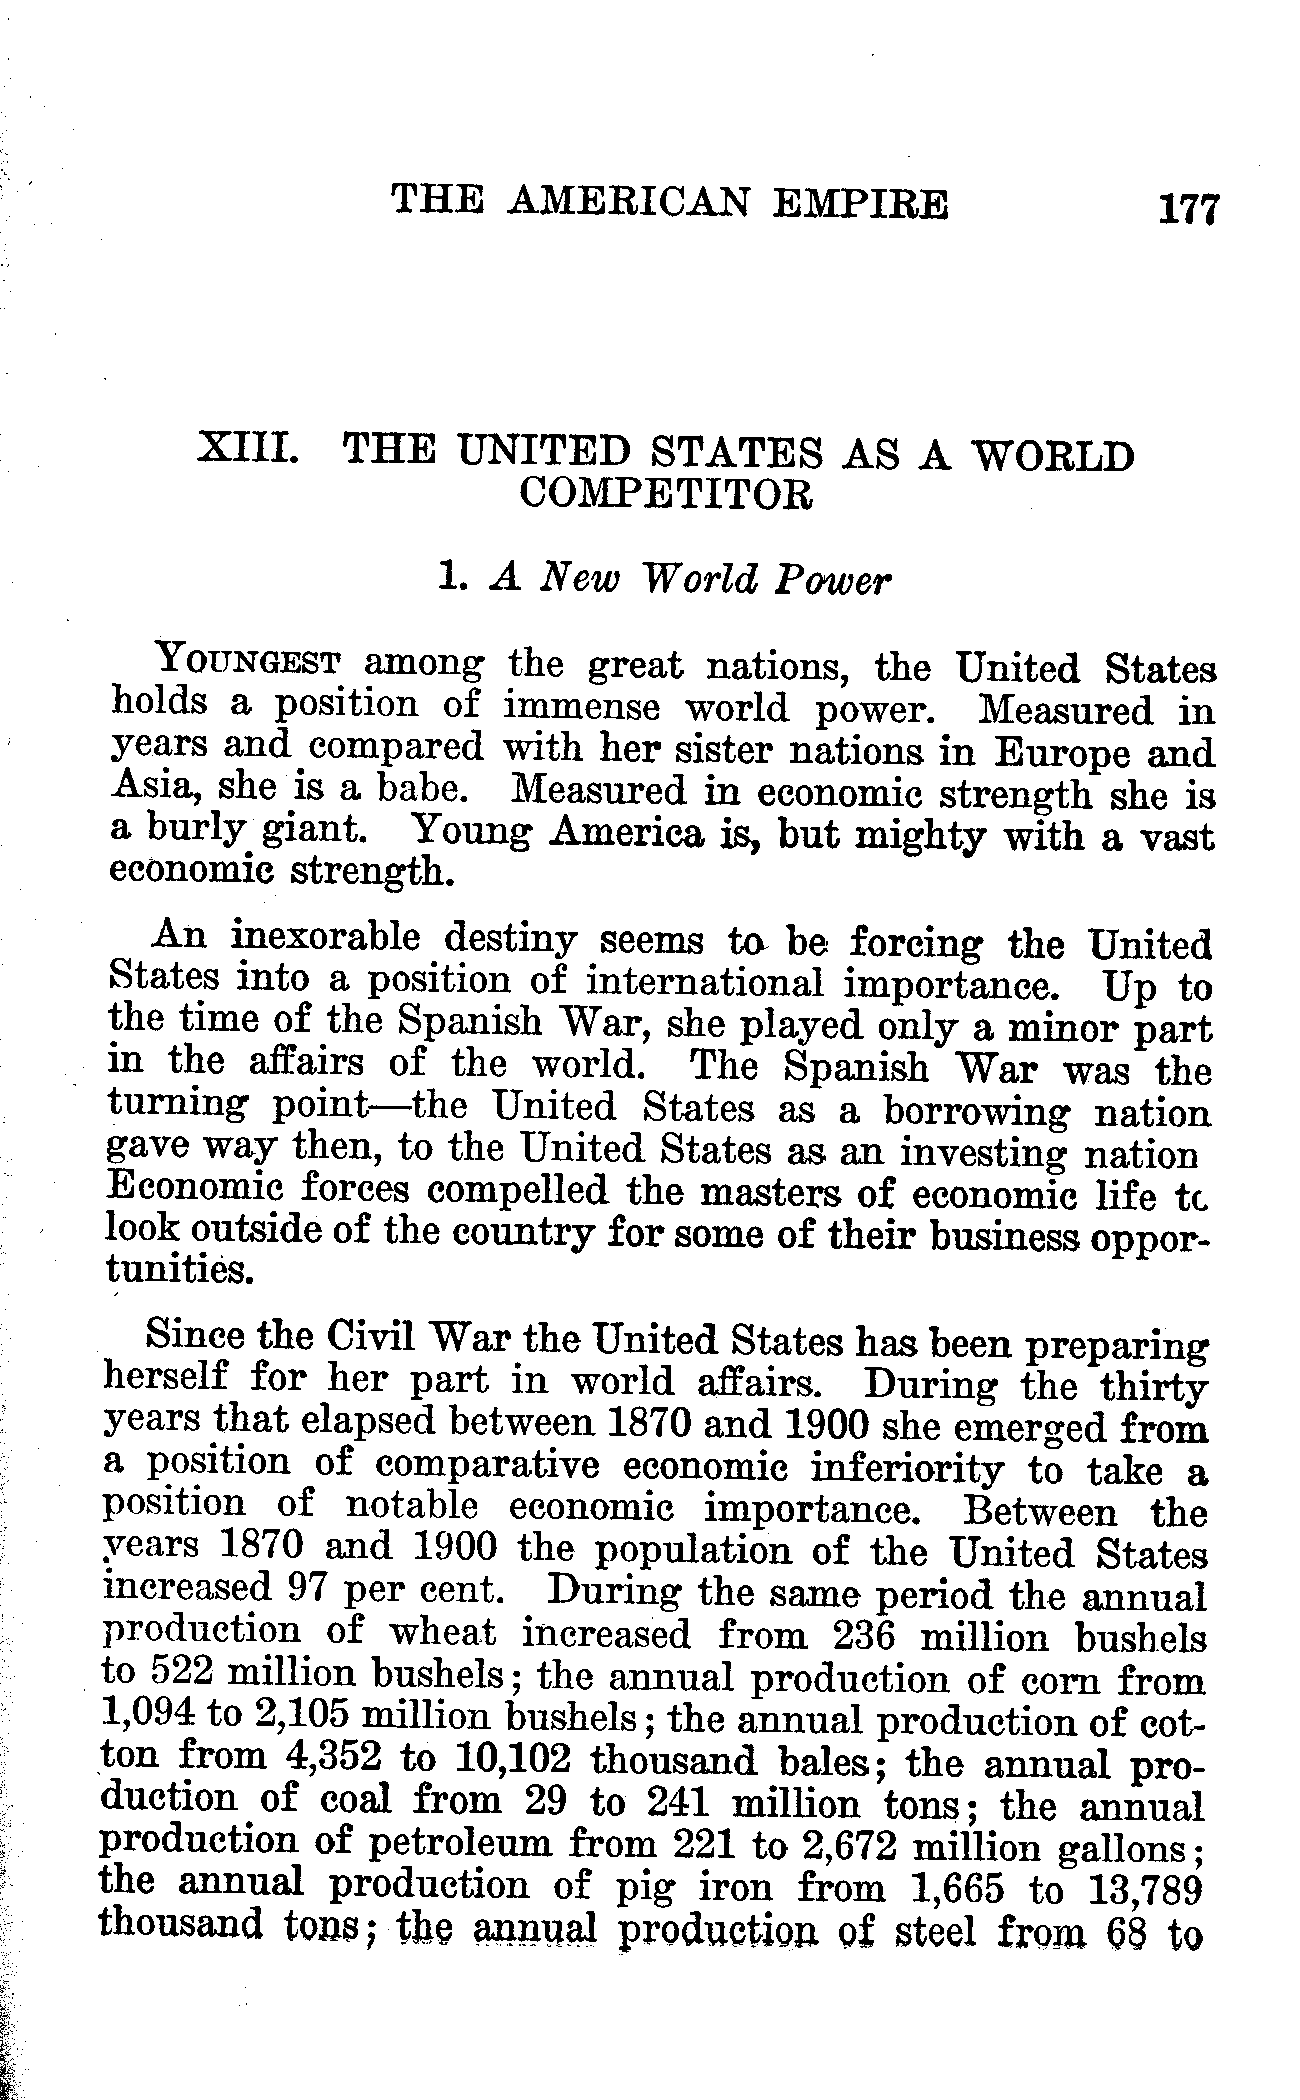 THE AMERICAN EMPIRE 177
XIII. THE UNITED STATES AS A WORLD
COMPETITOR
1. A New World Power
YOUNGEST among the great nations, the United States
holds a position of immense world power. Measured in
years and compared with her sister nations in Europe and
Asia, she is a babe. Measured in economic strength she is
a burly giant. Young America is, but mighty with a vast
economic strength.
An inexorable destiny seems to be forcing the United
States into a position of international importance. Up to
the time of the Spanish War, she played only a minor part
in the affairs of the world. The Spanish War was the
turning point—the United States as a borrowing nation
gave way then, to the United States as an investing nation
Economic forces compelled the masters of economic life to
look outside of the country for some of their business oppor-
tunities.
Since the Civil War the United States has been preparing
herself for her part in world affairs. During the thirty
years that elapsed between 1870 and 1900 she emerged from
a position of comparative economic inferiority to take a
position of notable economic importance. Between the
years 1870 and 1900 the population of the United States
increased 97 per cent. During the same period the annual
production of wheat increased from 236 million bushels
to 522 million bushels; the annual production of corn from
1,094 to 2,105 million bushels; the annual production of cot-
ton from 4,352 to 10,102 thousand bales; the annual pro-
duction of coal from 29 to 241 million tons; the annual
production of petroleum from 221 to 2,672 million gallons;
the annual production of pig iron from 1,665 to 13,789
thousand tons; the annual production of steel from 68 to